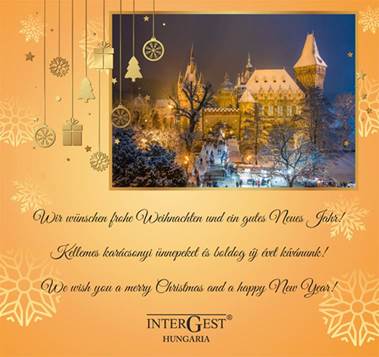 Wir wünschen frohe Weihnachten und ein gutes Neues Jahr!
Kellemes karácsonyi ünnepeket és boldog új évet kívánunk!
We wish you a merry Christmas and a happy New Year!
INTERGEST®
HUNGARIA